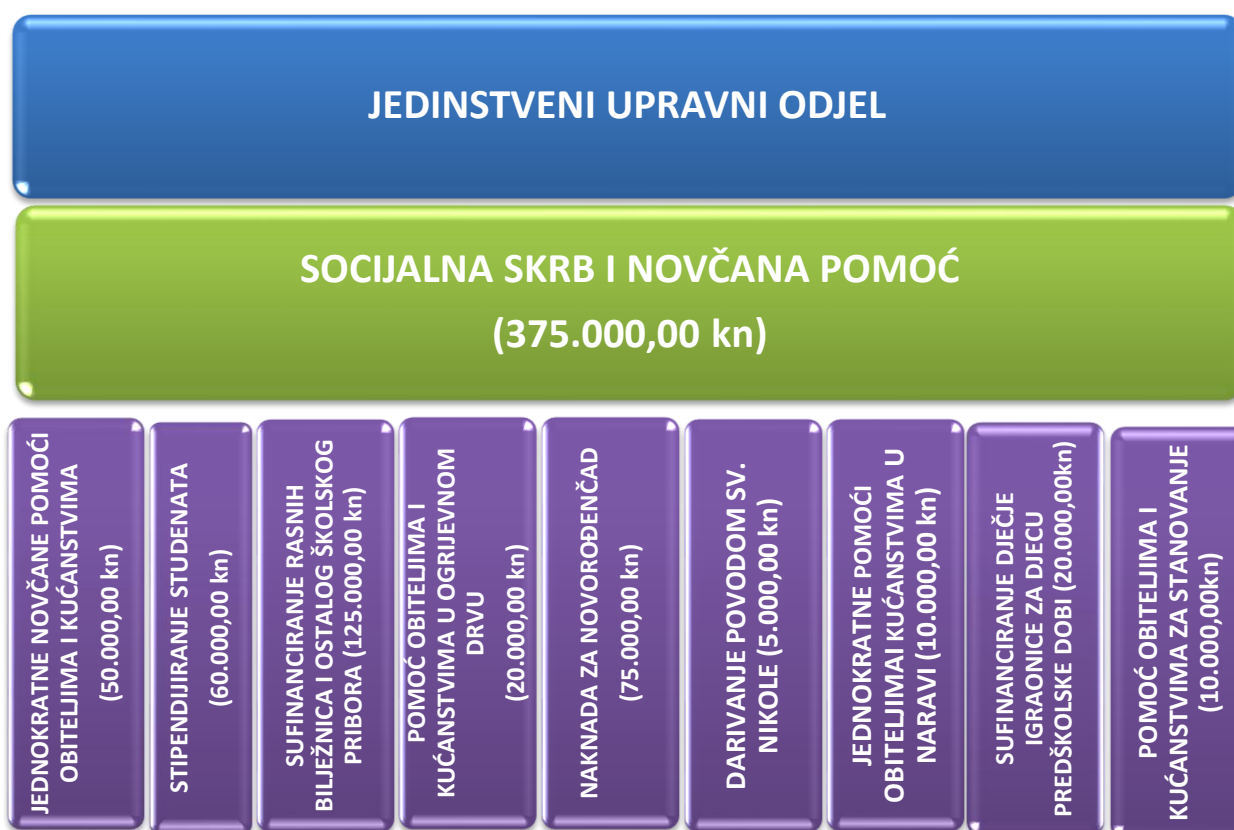 JEDINSTVENI UPRAVNI ODJEL
SOCIJALNA SKRB I NOVČANA POMOĆ
(375.000,00 kn)
JEDNOKRATNE NOVČANE POMOĆI
OBITELJIMA I KUĆANSTVIMA
(50.000,00 kn)
STIPENDIJIRANJE STUDENATA
(60.000,00 kn)
SUFINANCIRANJE RASNIH
BILJEŽNICA I OSTALOG ŠKOLSKOG
PRIBORA (125.000,00 kn)
POMOĆ OBITELJIMA I
KUĆANSTVIMA U OGRIJEVNOM
DRVU
(20.000,00 kn)
NAKNADA ZA NOVOROĐENČAD
(75.000,00 kn)
DARIVANJE POVODOM SV.
NIKOLE (5.000,00 kn)
JEDNOKRATNE POMOĆI
OBITELJIMAI KUĆANSTVIMA U
NARAVI (10.000,00 kn)
SUFINANCIRANJE DJEČJE
IGRAONICE ZA DJECU
PREDŠKOLSKE DOBI (20.000,00kn)
POMOĆ OBITELJIMA I
KUĆANSTVIMA ZA STANOVANJE
(10.000,00kn)